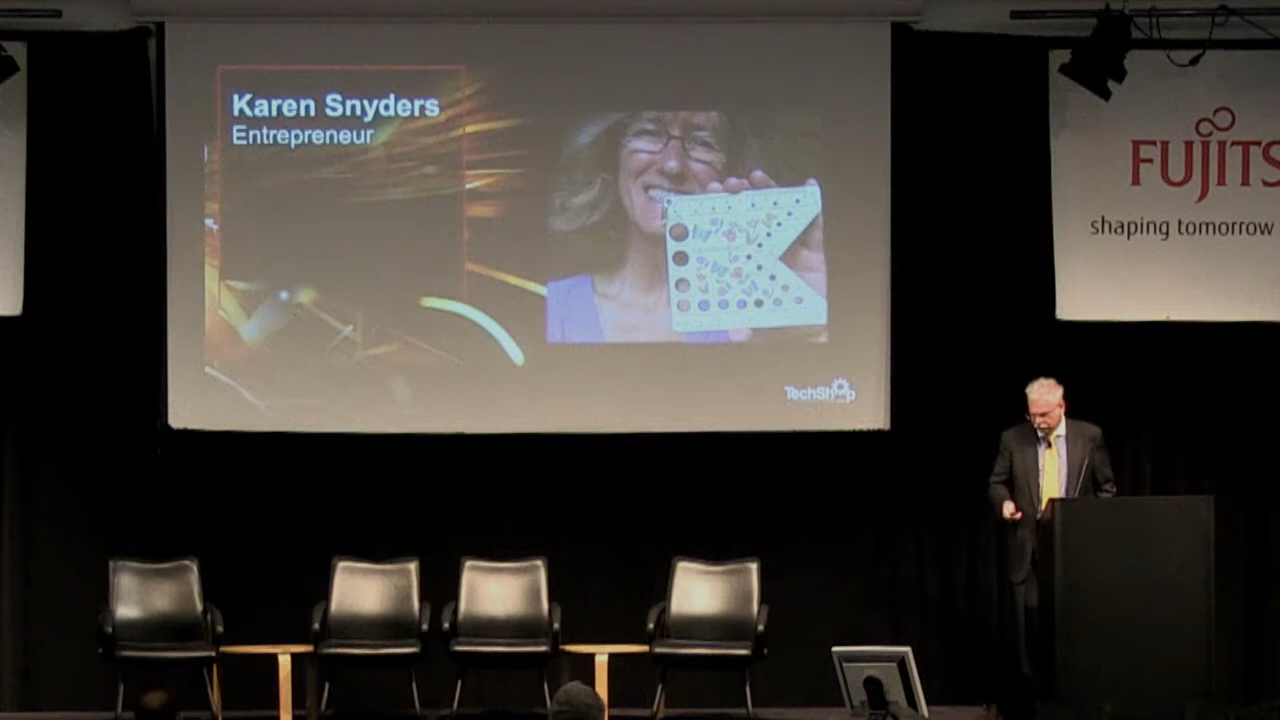 Karen Snyders
Entrepreneur
TechShop
FUJITS
shaping tomorrow